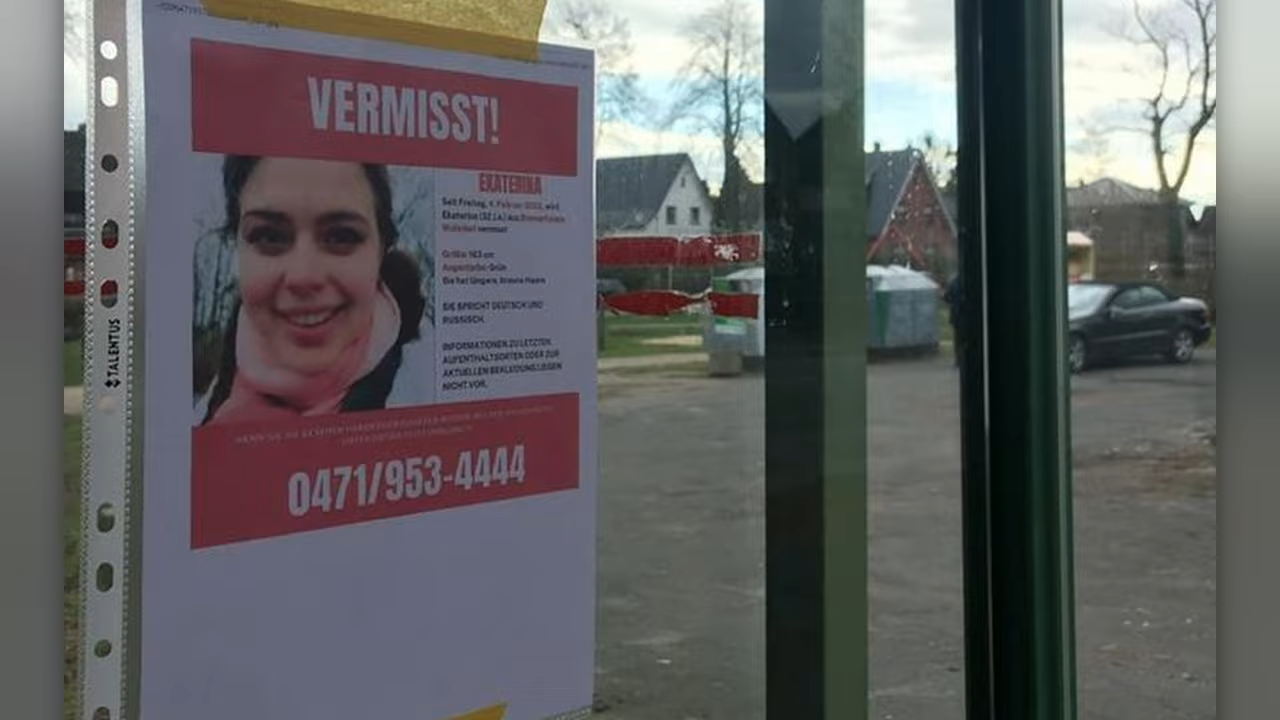 VERMISST!
EKATERINA
Seit Freitag, 4. Februar 2022, wird
Ekaterina (32 J.A.) aus Bremerhaven
Wulsdorf vermisst
Größe 163 cm
Augenfarbe: Grün
Sie hat längere, braune Haare
SIE SPRICHT DEUTSCH UND
RUSSISCH.
INFORMATIONEN ZU LETZTEN
AUFENTHALTSORTEN ODER ZUR
AKTUELLEN BEKLEIDUNG LIEGEN
NICHT VOR.
0471/953-4444
TALENTUS